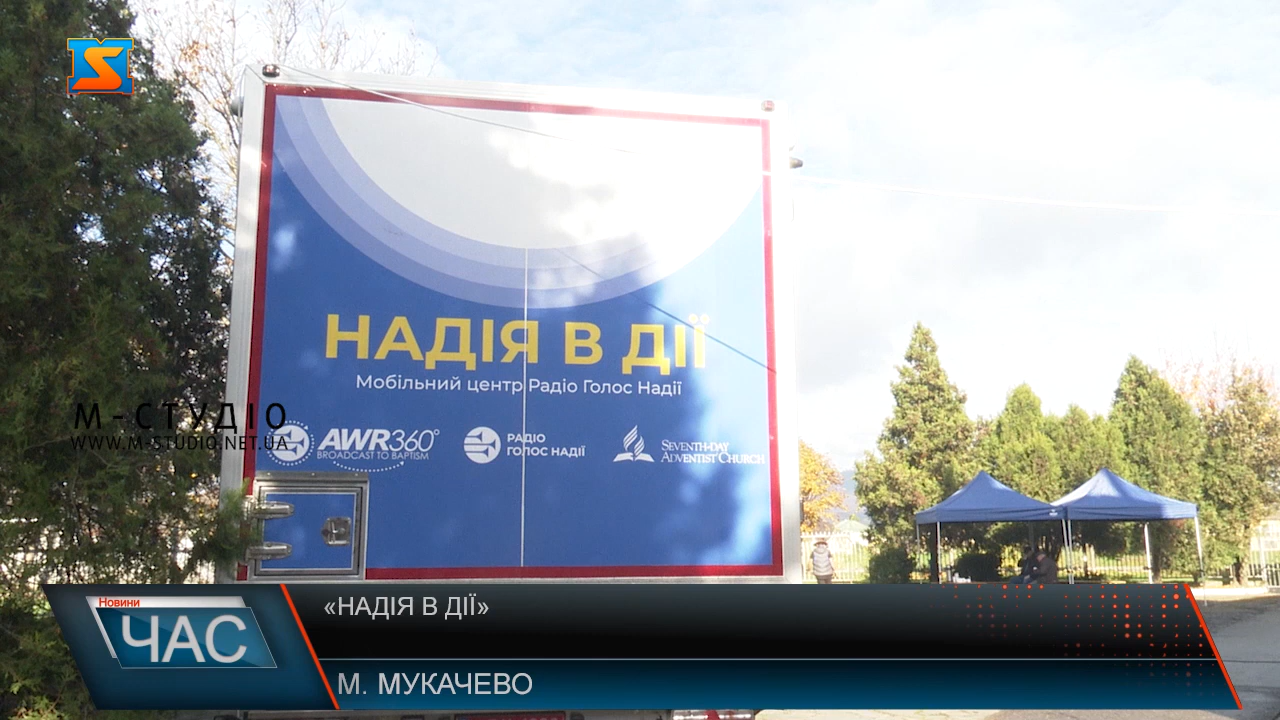 НАДІЯ В ДІЇ
Мобільний центр Радіо Голос Надії
М-СТУДІО
WWW.M-STUDIO.NET.UA
AWR360°
BROADCAST TO BAPTISM
РАДІО
ГОЛОС НАДІЇ
SEVENTH-DAY
ADVENTIST CHURCH
Новини
ЧАС
«НАДІЯ В ДІЇ»
М. МУКАЧЕВО